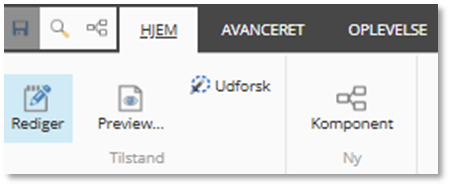 HJEM AVANCERET OPLEVELSE
Udforsk
Rediger Preview... Komponent
Tilstand Ny